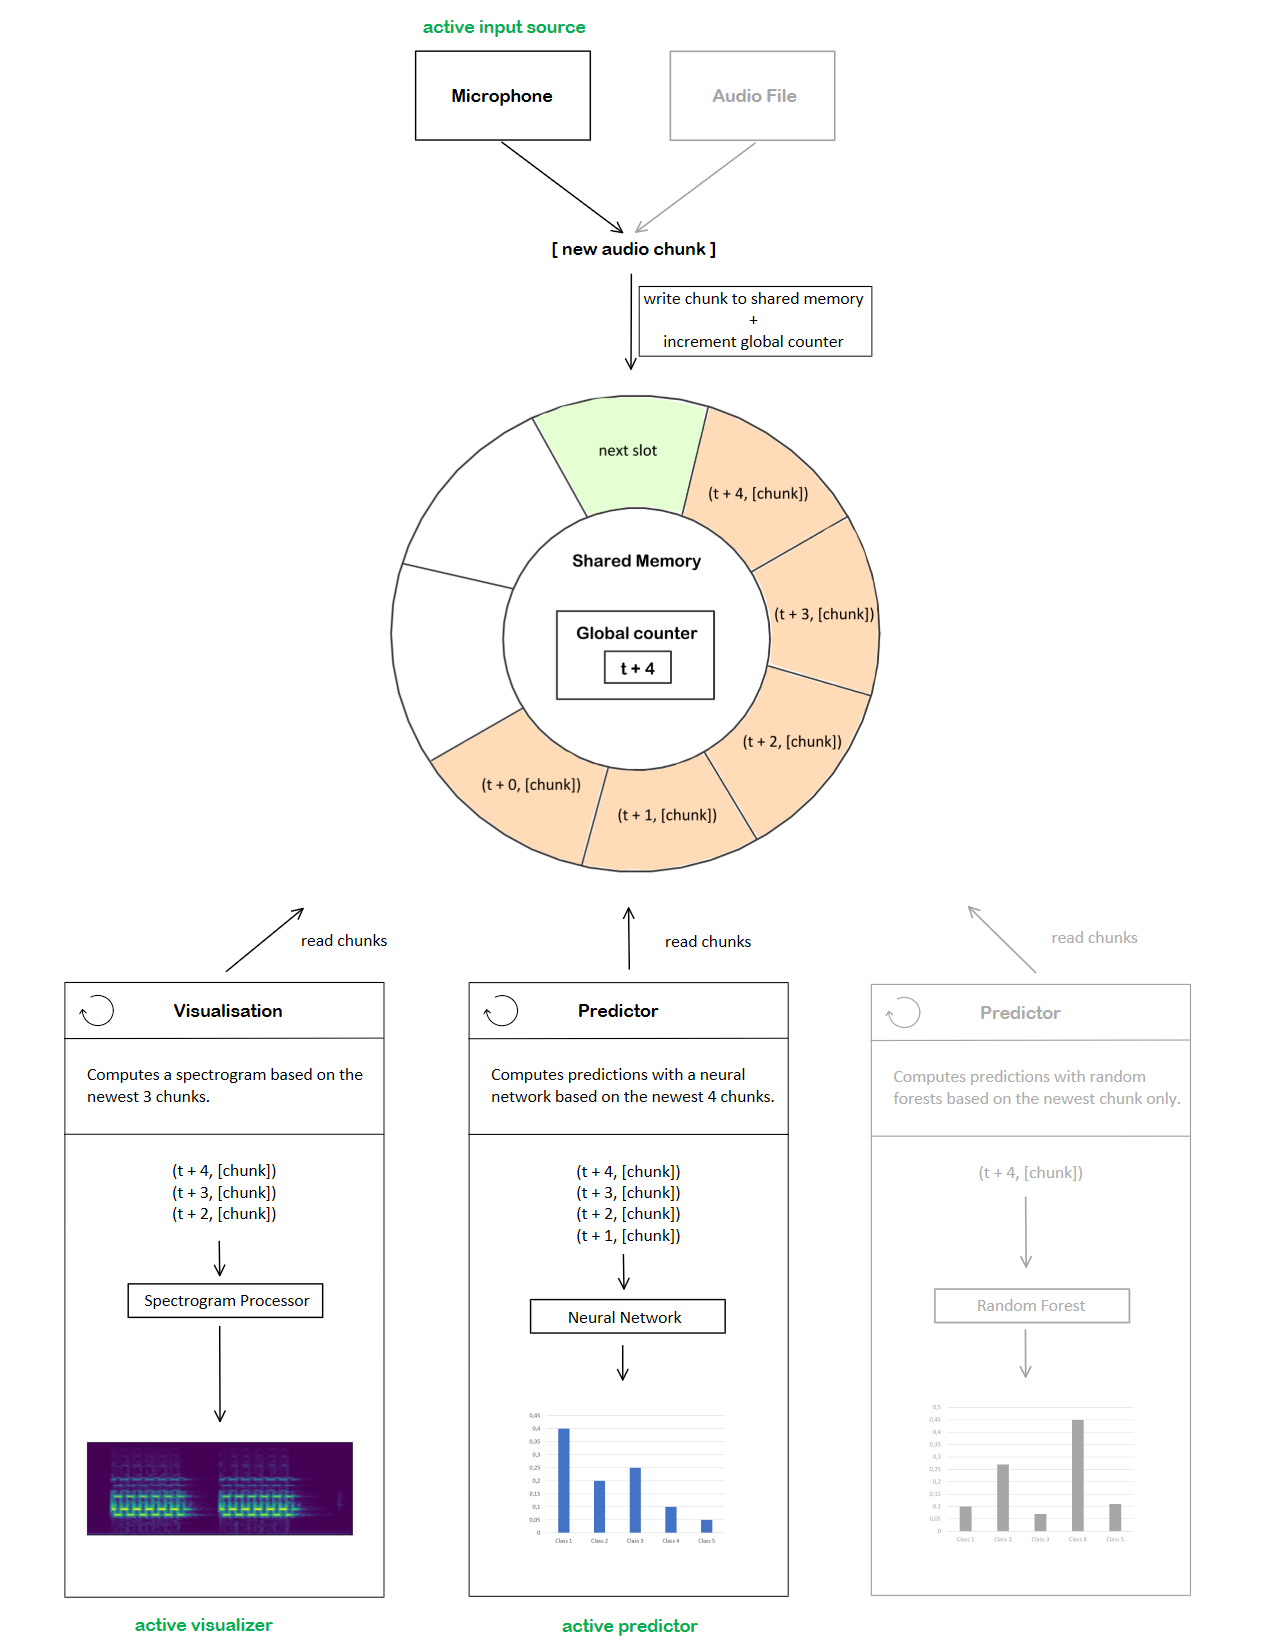 active input source
Microphone
Audio File
[ new audio chunk ]
write chunk to shared memory
+
increment global counter
next slot
(t + 4, [chunk])
(t + 3, [chunk])
(t + 2, [chunk])
(t + 1, [chunk])
(t + 0, [chunk])
Shared Memory
Global counter
t + 4
read chunks
read chunks
read chunks
Visualisation
Computes a spectrogram based on the
newest 3 chunks.
(t + 4, [chunk])
(t + 3, [chunk])
(t + 2, [chunk])
Spectrogram Processor
active visualizer
Predictor
Computes predictions with a neural
network based on the newest 4 chunks.
(t + 4, [chunk])
(t + 3, [chunk])
(t + 2, [chunk])
(t + 1, [chunk])
Neural Network
0,45
0,4
0,35
0,3
0,25
0,2
0,15
0,1
0,05
0
Class 1 Class 2 Class 3 Class 4 Class 5
active predictor
Predictor
Computes predictions with random
forests based on the newest chunk only.
(t + 4, [chunk])
Random Forest
0,5
0,45
0,4
0,35
0,3
0,25
0,2
0,15
0,1
0,05
0
Class 1 Class 2 Class 3 Class 4 Class 5